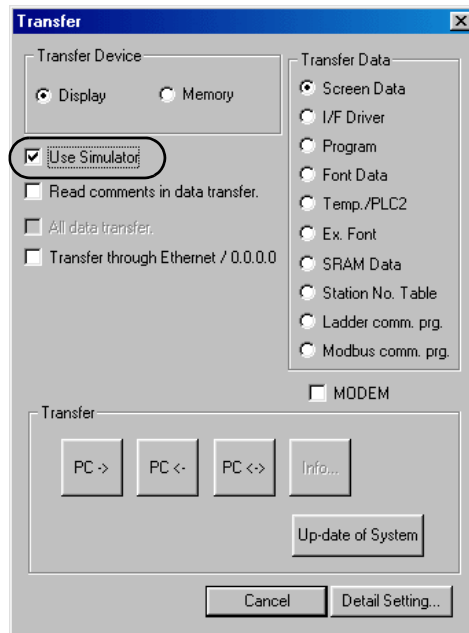 Transfer
Transfer Device
Display
Memory
Use Simulator
Read comments in data transfer.
All data transfer.
Transfer through Ethernet / 0.0.0.0
Transfer Data
Screen Data
I/F Driver
Program
Font Data
Temp./PLC2
Ex. Font
SRAM Data
Station No. Table
Ladder comm. prg.
Modbus comm. prg.
MODEM
Transfer
PC ->
PC <-
PC <->
Info...
Up-date of System
Cancel
Detail Setting...